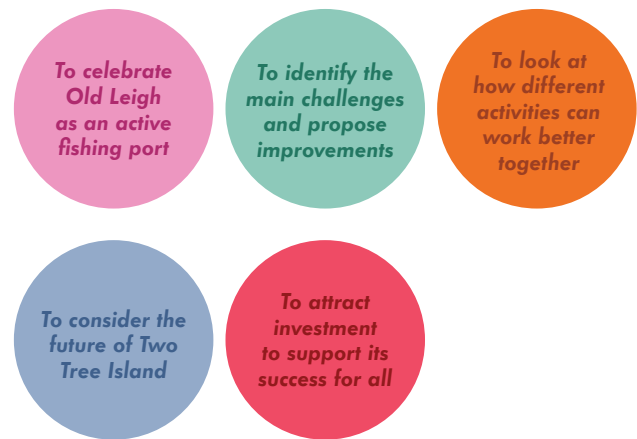 To celebrate
Old Leigh
as an active
fishing port
To identify the
main challenges
and propose
improvements
To look at
how different
activities can
work better
together
To consider the
future of Two
Tree Island
To attract
investment
to support its
success for all